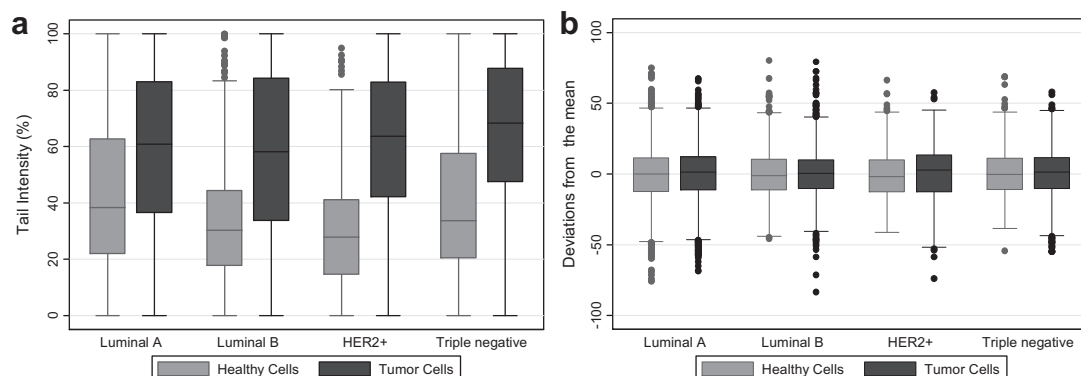 a
Tail Intensity (%)
100
80
60
40
20
0
Luminal A Luminal B HER2+ Triple negative
Healthy Cells Tumor Cells
b
Deviations from the mean
100
50
0
-50
-100
Luminal A Luminal B HER2+ Triple negative
Healthy Cells Tumor Cells